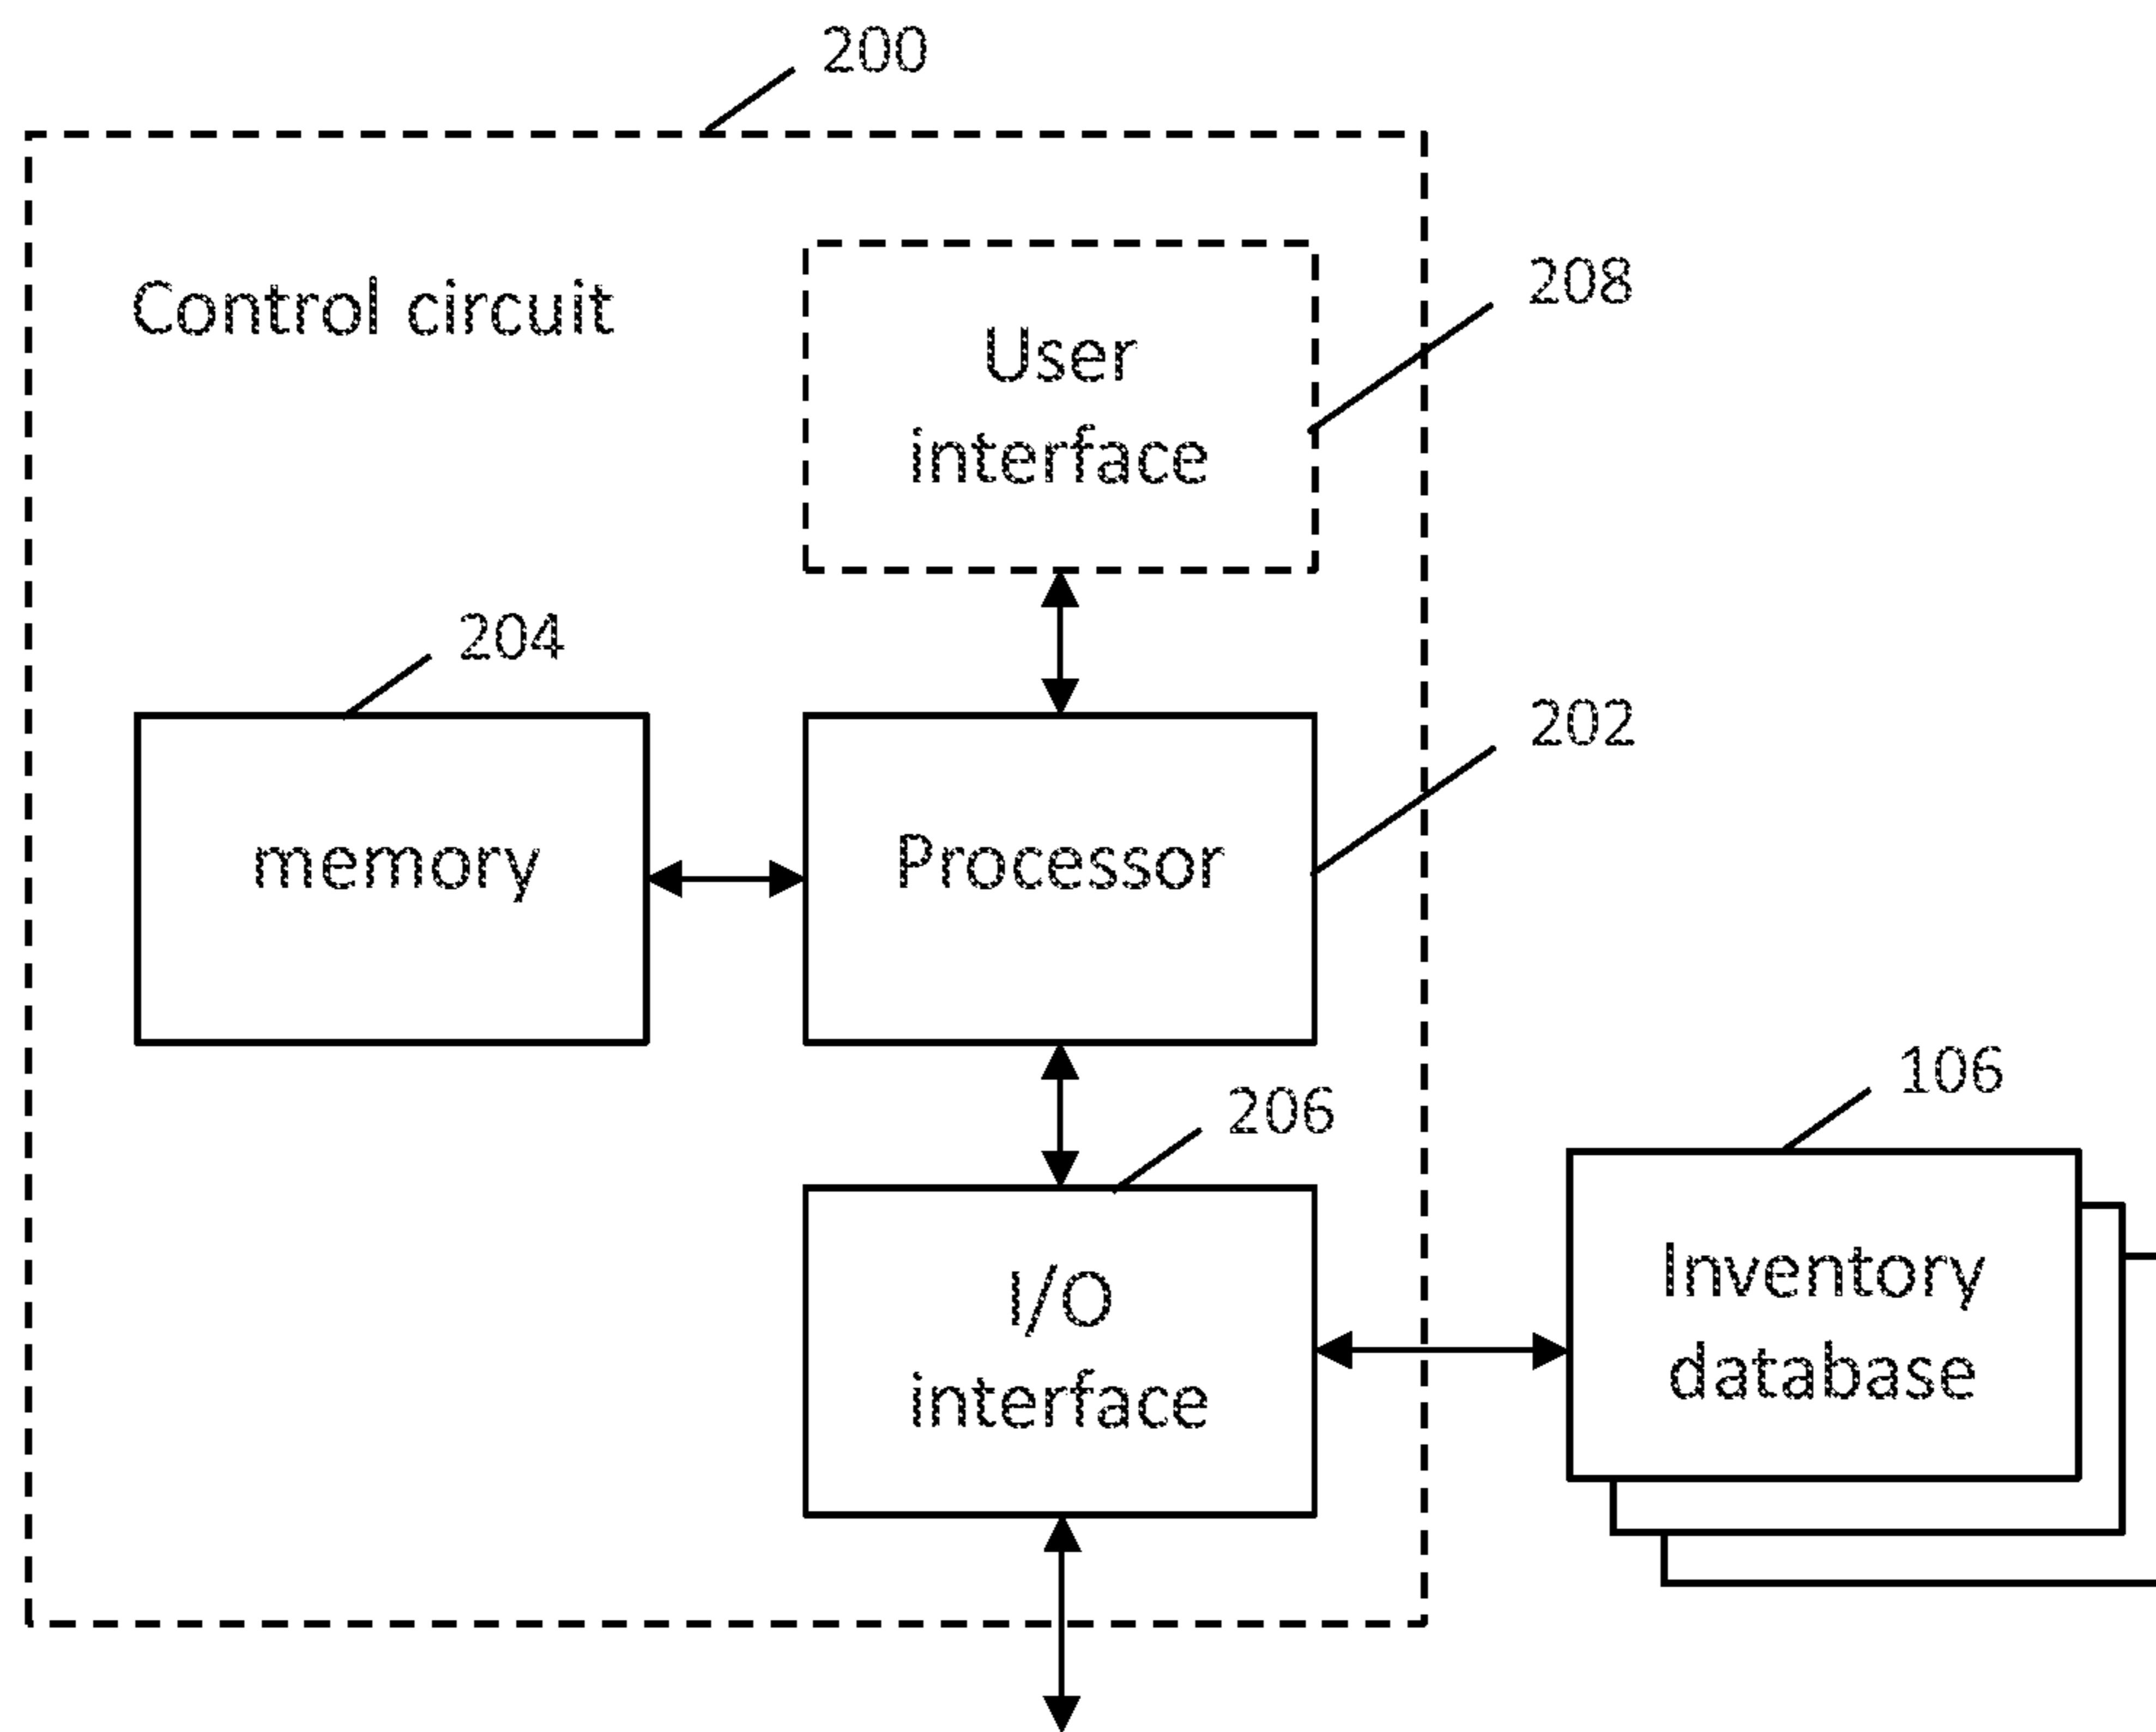 200
Control circuit
User
interface
208
204
202
memory
Processor
106
206
I/O
interface
Inventory
database